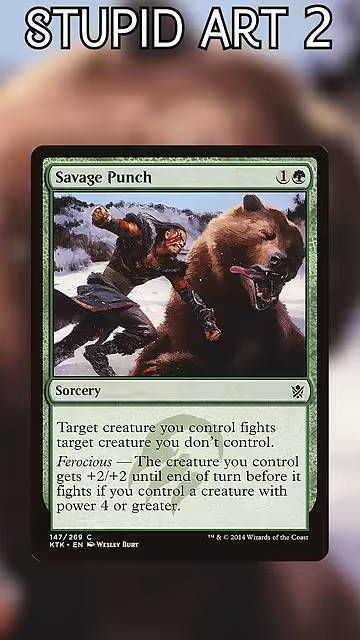 STUPID ART 2
Savage Punch 1
Sorcery
Target creature you control fights
target creature you don't control.
Ferocious — The creature you control
gets +2/+2 until end of turn before it
fights if you control a creature with
power 4 or greater.
147/269 C
KTK • EN Wesley Burt
™ & © 2014 Wizards of the Coast